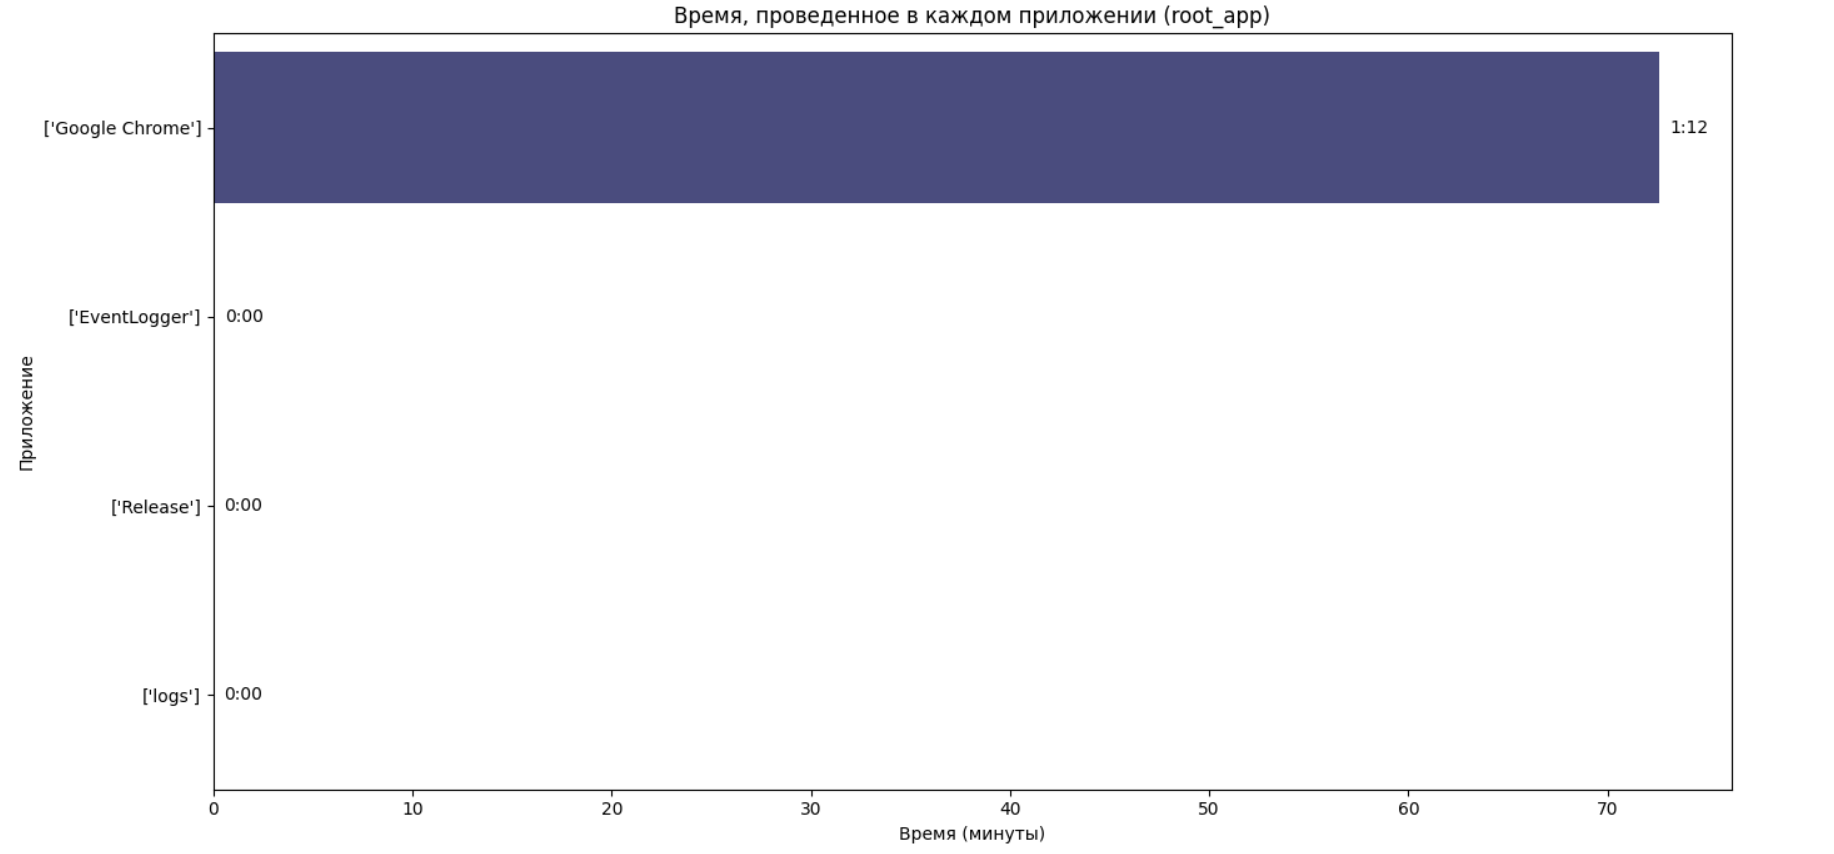 Время, проведенное в каждом приложении (root_app)
['Google Chrome']
1:12
['EventLogger']
0:00
Приложение
['Release']
0:00
['logs']
0:00
0 10 20 30 40 50 60 70
Время (минуты)